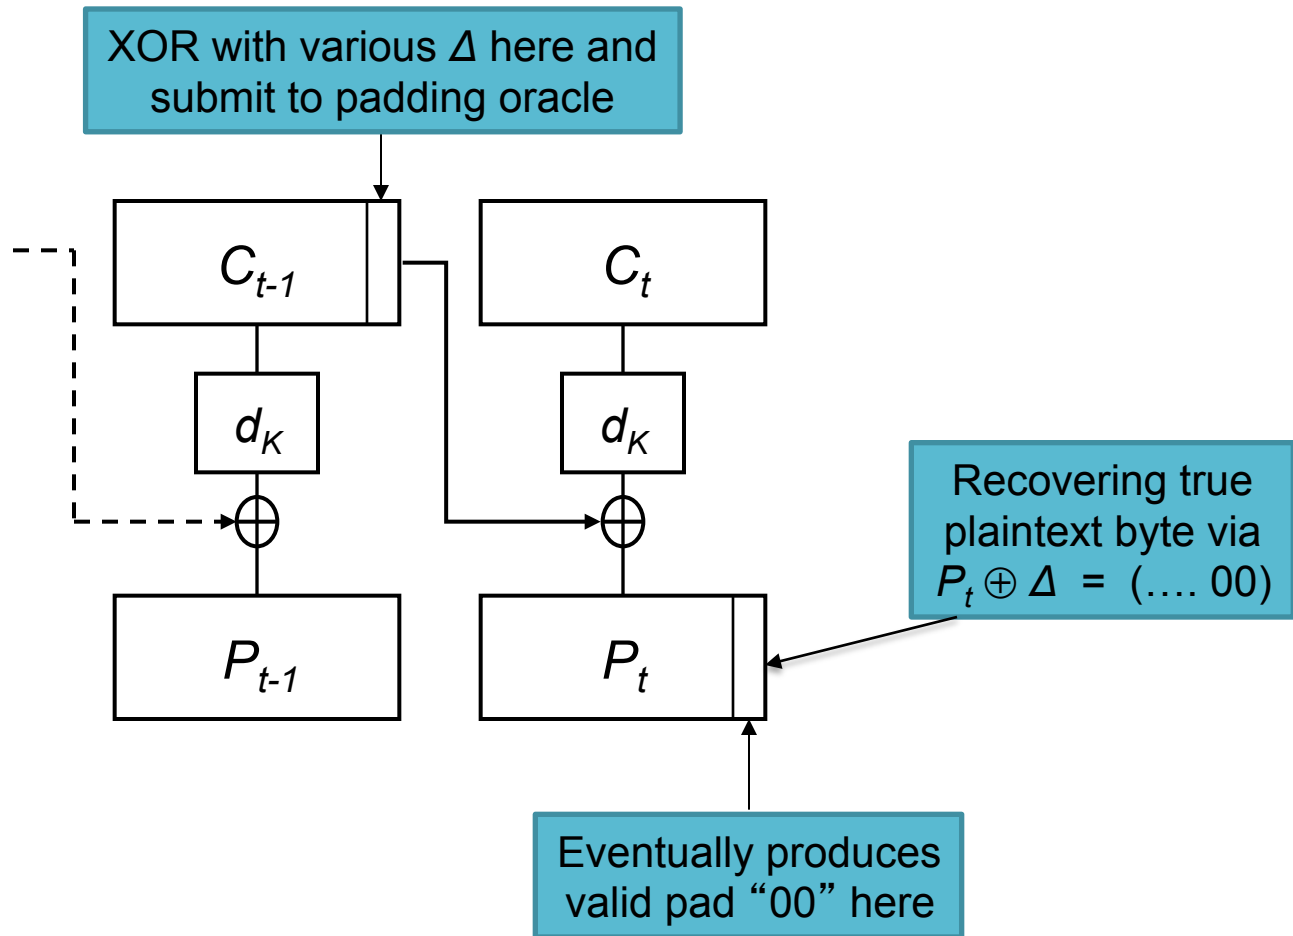 XOR with various Δ here and
submit to padding oracle
C_{t-1}
C_t
d_K
d_K
Recovering true
plaintext byte via
P_t ⊕ Δ = (.... 00)
P_{t-1}
P_t
Eventually produces
valid pad “00” here